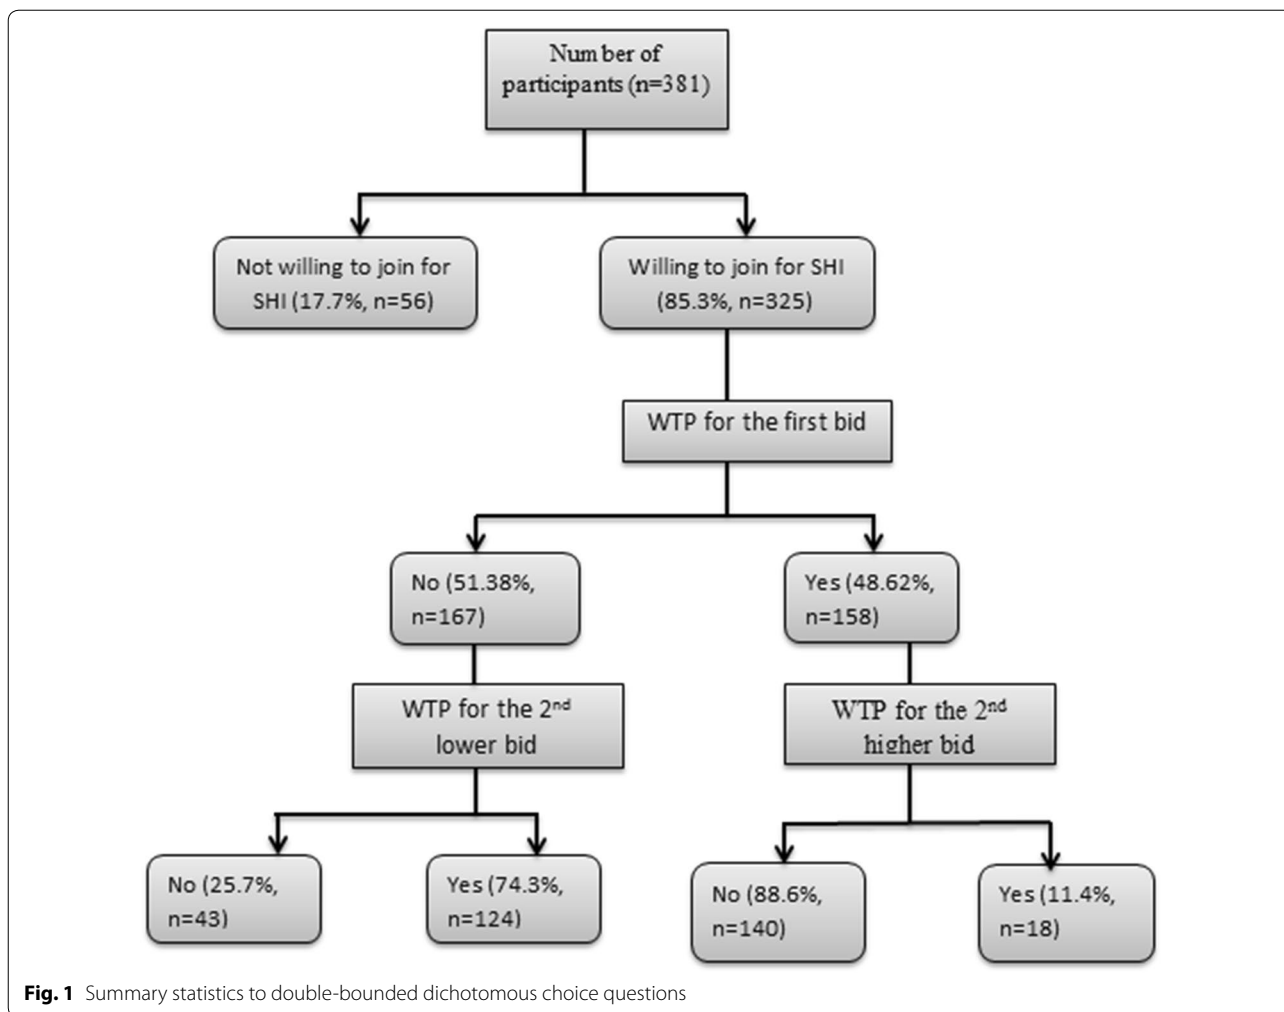 Number of
participants (n=381)
Not willing to join for
SHI (17.7%, n=56)
Willing to join for SHI
(85.3%, n=325)
WTP for the first bid
No (51.38%,
n=167)
Yes (48.62%,
n=158)
WTP for the 2nd
lower bid
WTP for the 2nd
higher bid
No (25.7%,
n=43)
Yes (74.3%,
n=124)
No (88.6%,
n=140)
Yes (11.4%,
n=18)
Fig. 1 Summary statistics to double-bounded dichotomous choice questions